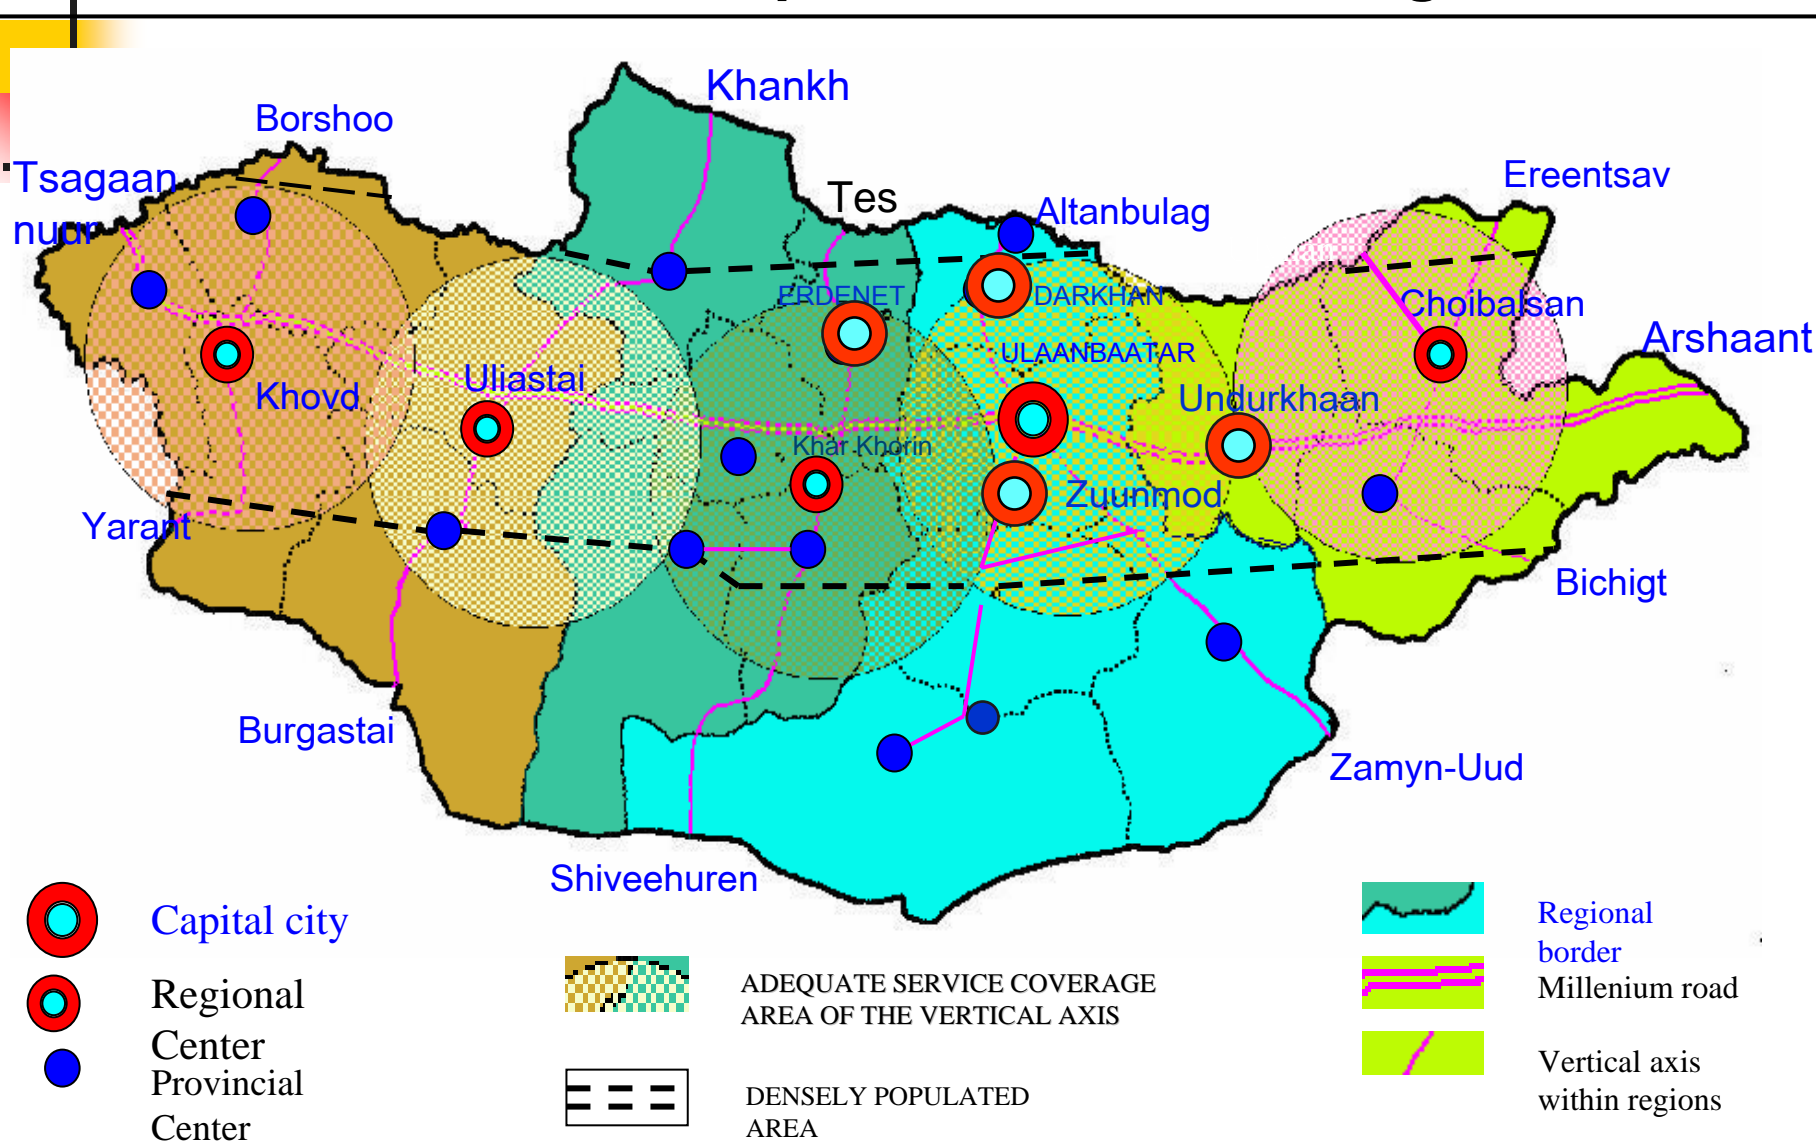 Khankh
Borshoo
Tsagaan
nuur
Tes
Altanbulag
Ereentsav
ERDENET
DARKHAN
Choibalsan
Arshaant
ULAANBAATAR
Khovd
Uliastai
Undurkhaan
Khar Khorin
Zuunmod
Yarant
Bichigt
Burgastai
Zamyn-Uud
Shiveehuren
Capital city
Regional
Center
Provincial
Center
ADEQUATE SERVICE COVERAGE
AREA OF THE VERTICAL AXIS
DENSELY POPULATED
AREA
Regional
border
Millenium road
Vertical axis
within regions